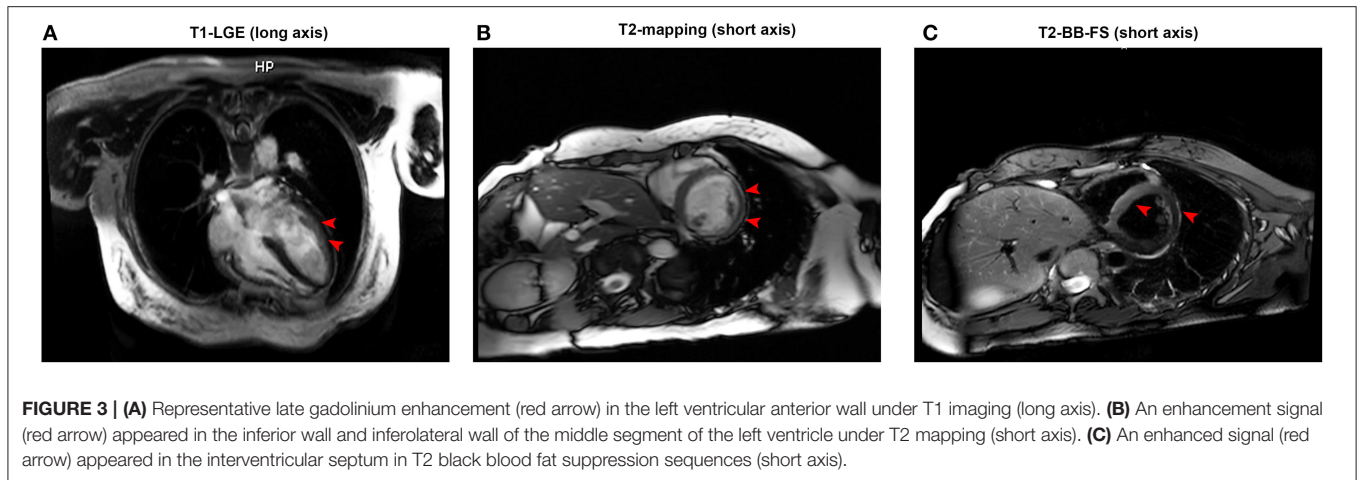 A
T1-LGE (long axis)
B
T2-mapping (short axis)
C
T2-BB-FS (short axis)
HP
FIGURE 3 | (A) Representative late gadolinium enhancement (red arrow) in the left ventricular anterior wall under T1 imaging (long axis). (B) An enhancement signal
(red arrow) appeared in the inferior wall and inferolateral wall of the middle segment of the left ventricle under T2 mapping (short axis). (C) An enhanced signal (red
arrow) appeared in the interventricular septum in T2 black blood fat suppression sequences (short axis).